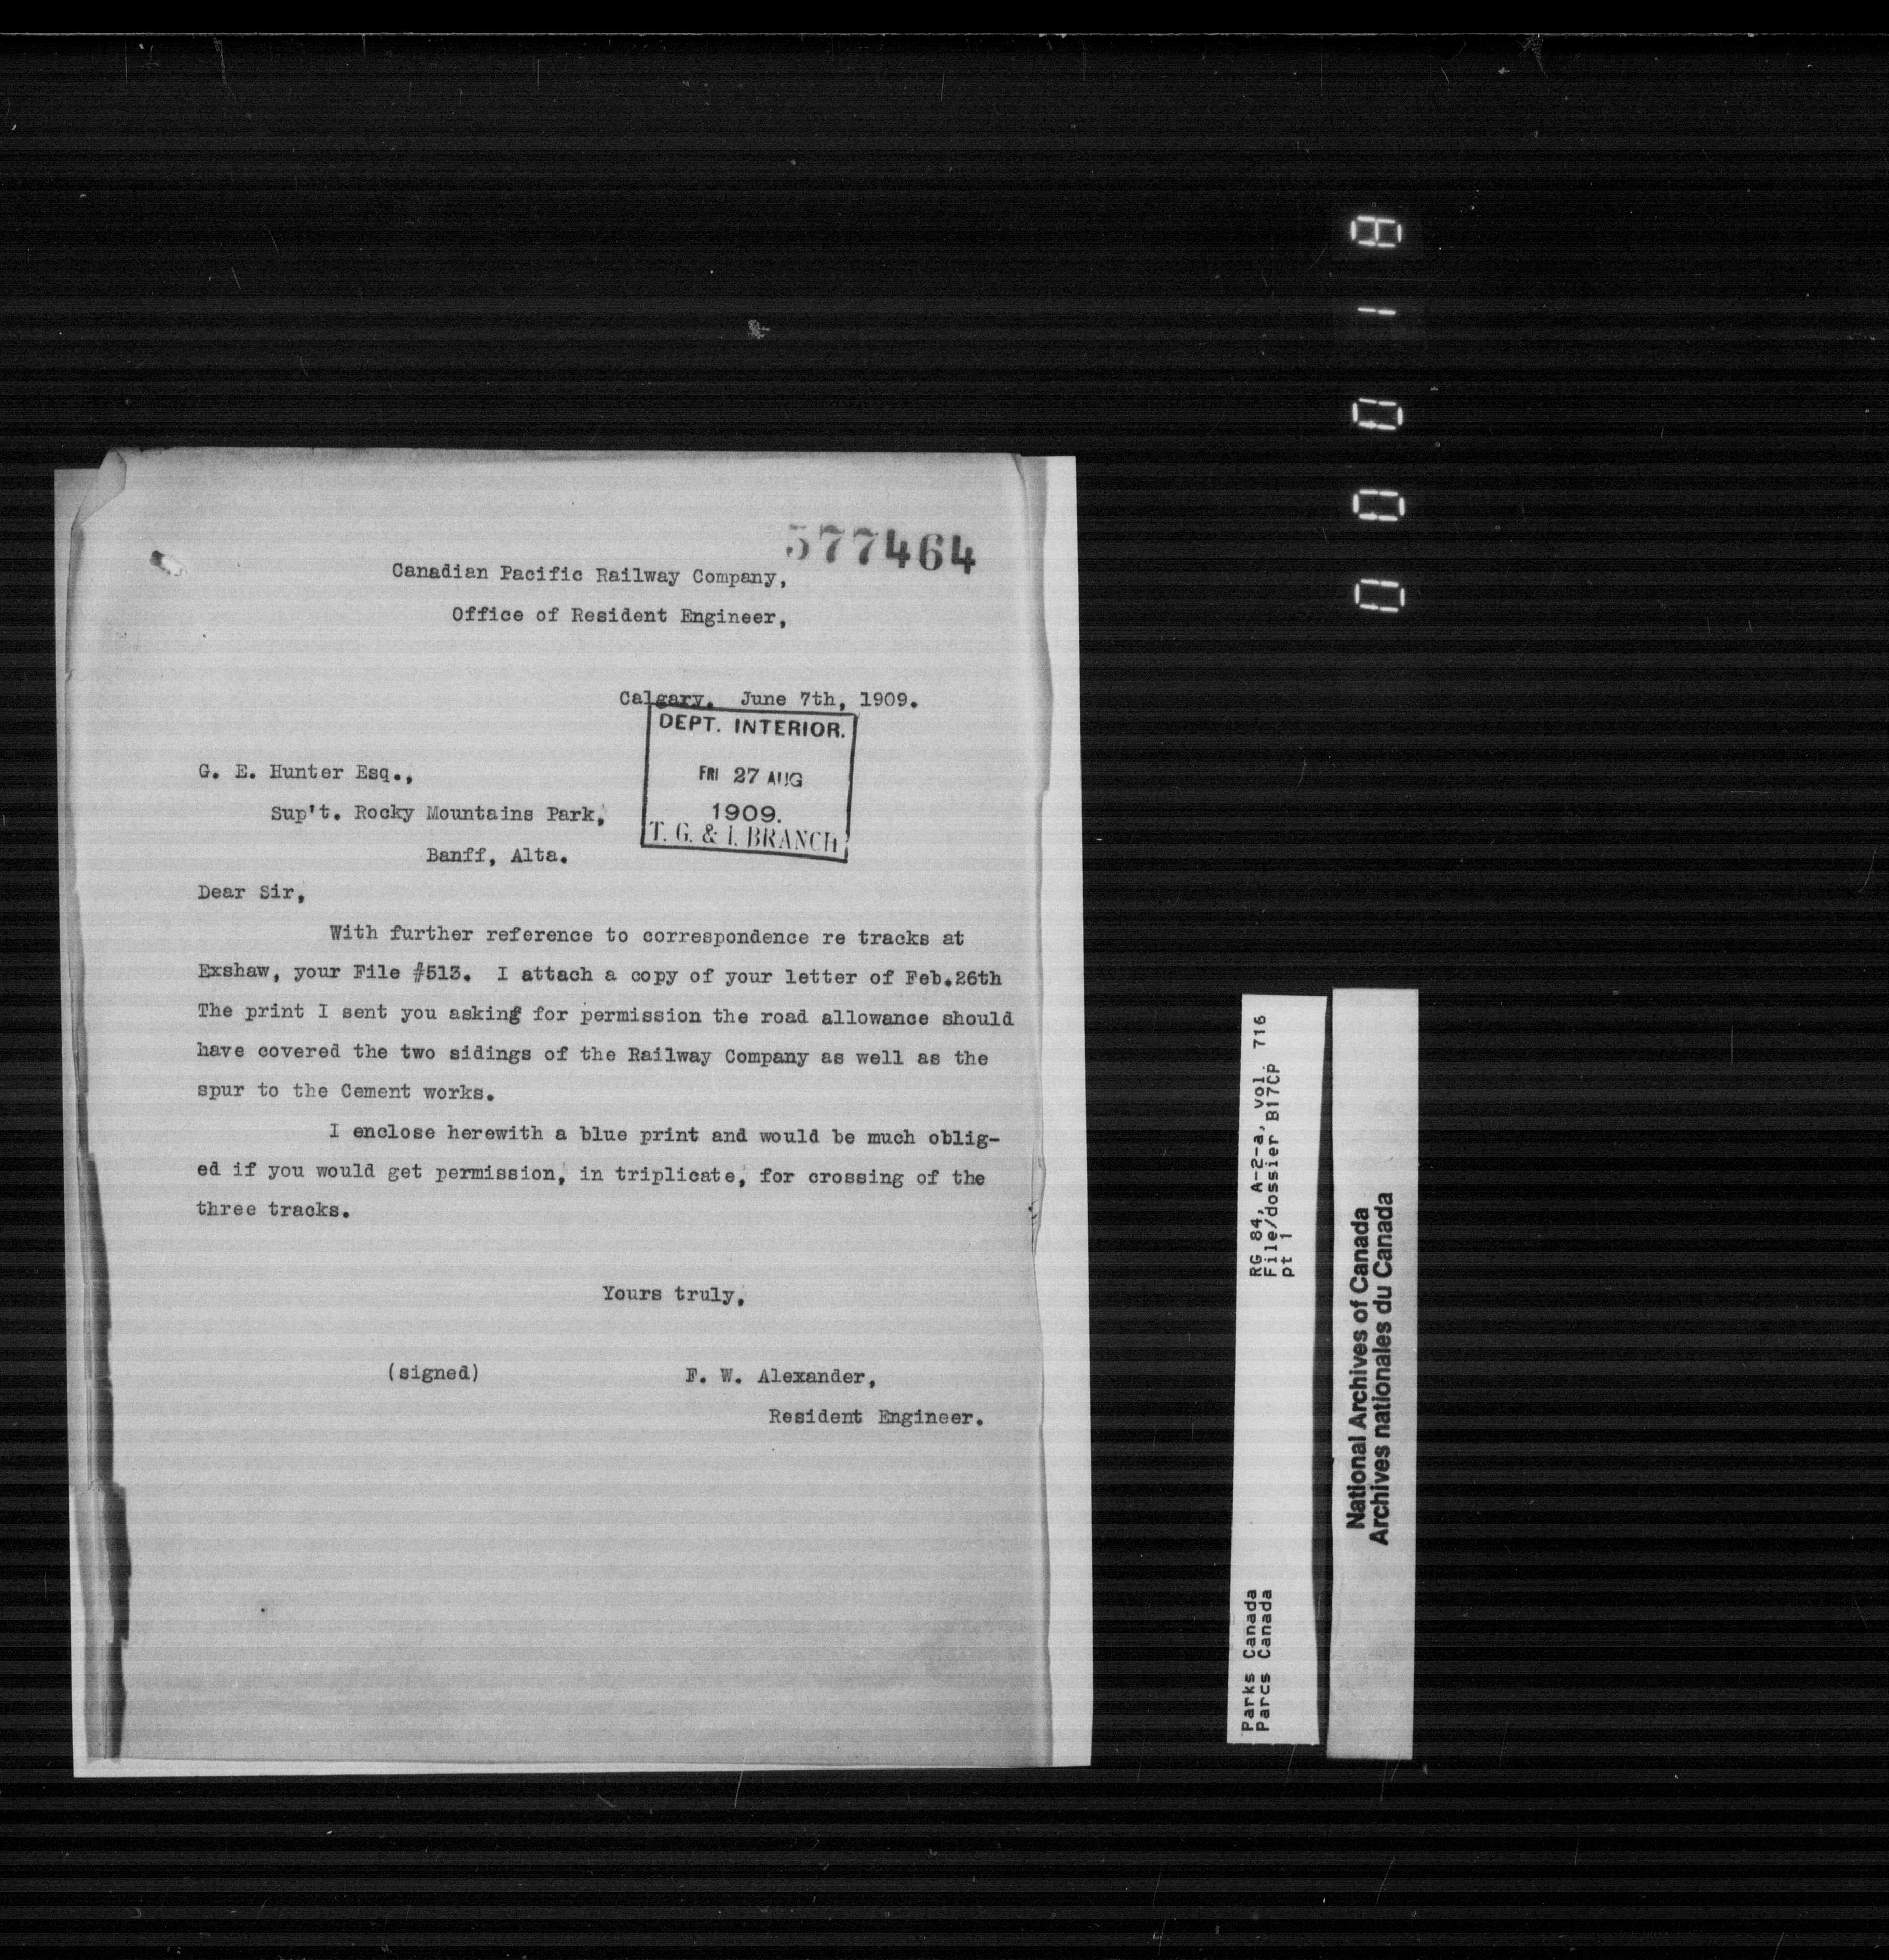 577464
Canadian Pacific Railway Company,
Office of Resident Engineer,
Calgary, June 7th, 1909.
DEPT. INTERIOR.
FRI 27 AUG
1909.
T. G. & I. BRANCH
G. E. Hunter Esq.,
Sup't. Rocky Mountains Park,
Banff, Alta.
Dear Sir,
With further reference to correspondence re tracks at
Exshaw, your File #513. I attach a copy of your letter of Feb.26th
The print I sent you asking for permission the road allowance should
have covered the two sidings of the Railway Company as well as the
spur to the Cement works.
I enclose herewith a blue print and would be much oblig-
ed if you would get permission, in triplicate, for crossing of the
three tracks.
Yours truly,
(signed) F. W. Alexander,
Resident Engineer.
00018
RG 84, A-2-a, vol. 716
File/dossier B17CP
pt 1
Parks Canada
Parcs Canada
National Archives of Canada
Archives nationales du Canada